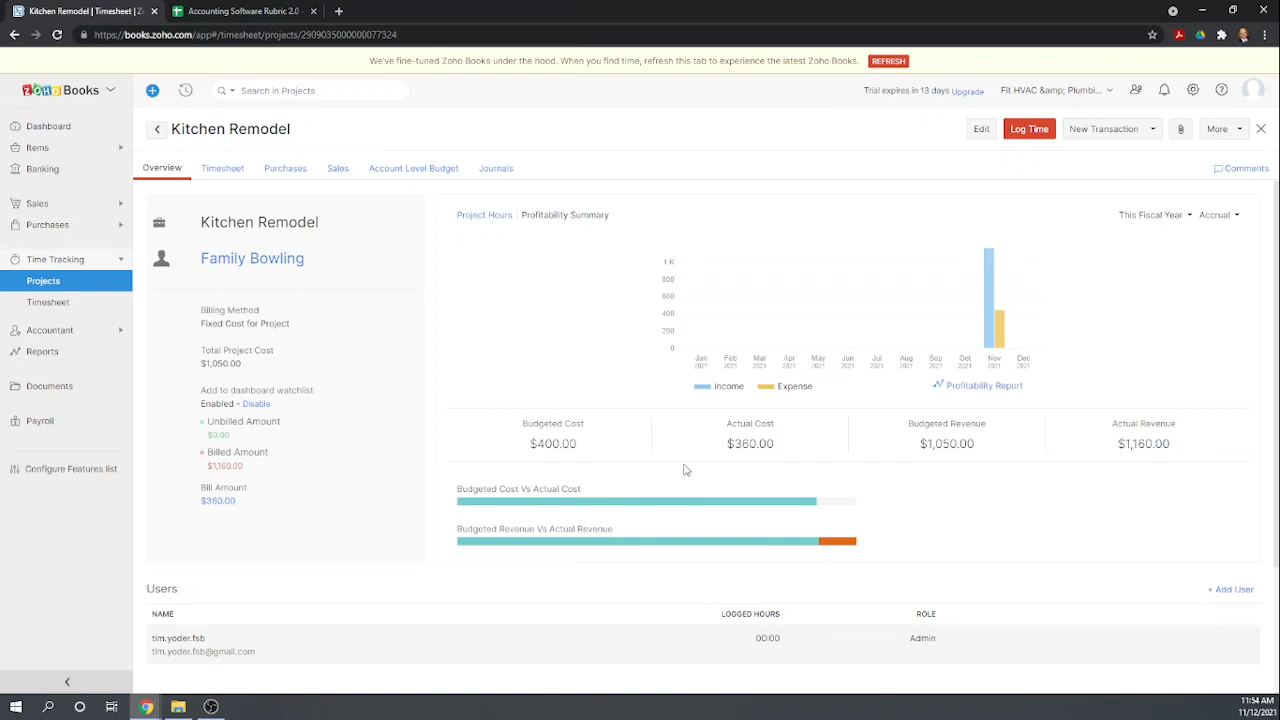 Kitchen Remodel | Timesheet | Zo
Accounting Software Rubric 2.0 -
https://books.zoho.com/app#/timesheet/projects/2909035000000077324
We've fine-tuned Zoho Books under the hood. When you find time, refresh this tab to experience the latest Zoho Books. REFRESH
ZOHO Books
Search in Projects
Trial expires in 13 days Upgrade
Fit HVAC &amp; Plumbi...
Dashboard
Items
Banking
Sales
Purchases
Time Tracking
Projects
Timesheet
Accountant
Reports
Documents
Payroll
Configure Features list
Kitchen Remodel
Edit Log Time New Transaction More
Overview Timesheet Purchases Sales Account Level Budget Journals
Comments
Kitchen Remodel
Family Bowling
Billing Method
Fixed Cost for Project
Total Project Cost
$1,050.00
Add to dashboard watchlist
Enabled - Disable
Unbilled Amount
$0.00
Billed Amount
$1,160.00
Bill Amount
$360.00
Project Hours Profitability Summary
This Fiscal Year Accrual
1 K
800
600
400
200
0
Jan Feb Mar Apr May Jun Jul Aug Sep Oct Nov Dec
2021 2021 2021 2021 2021 2021 2021 2021 2021 2021 2021 2021
Income Expense
Profitability Report
Budgeted Cost Actual Cost Budgeted Revenue Actual Revenue
$400.00 $360.00 $1,050.00 $1,160.00
Budgeted Cost Vs Actual Cost
Budgeted Revenue Vs Actual Revenue
Users
+ Add User
NAME LOGGED HOURS ROLE
tim.yoder.fsb 00:00 Admin
tim.yoder.fsb@gmail.com
11:54 AM
11/12/2021